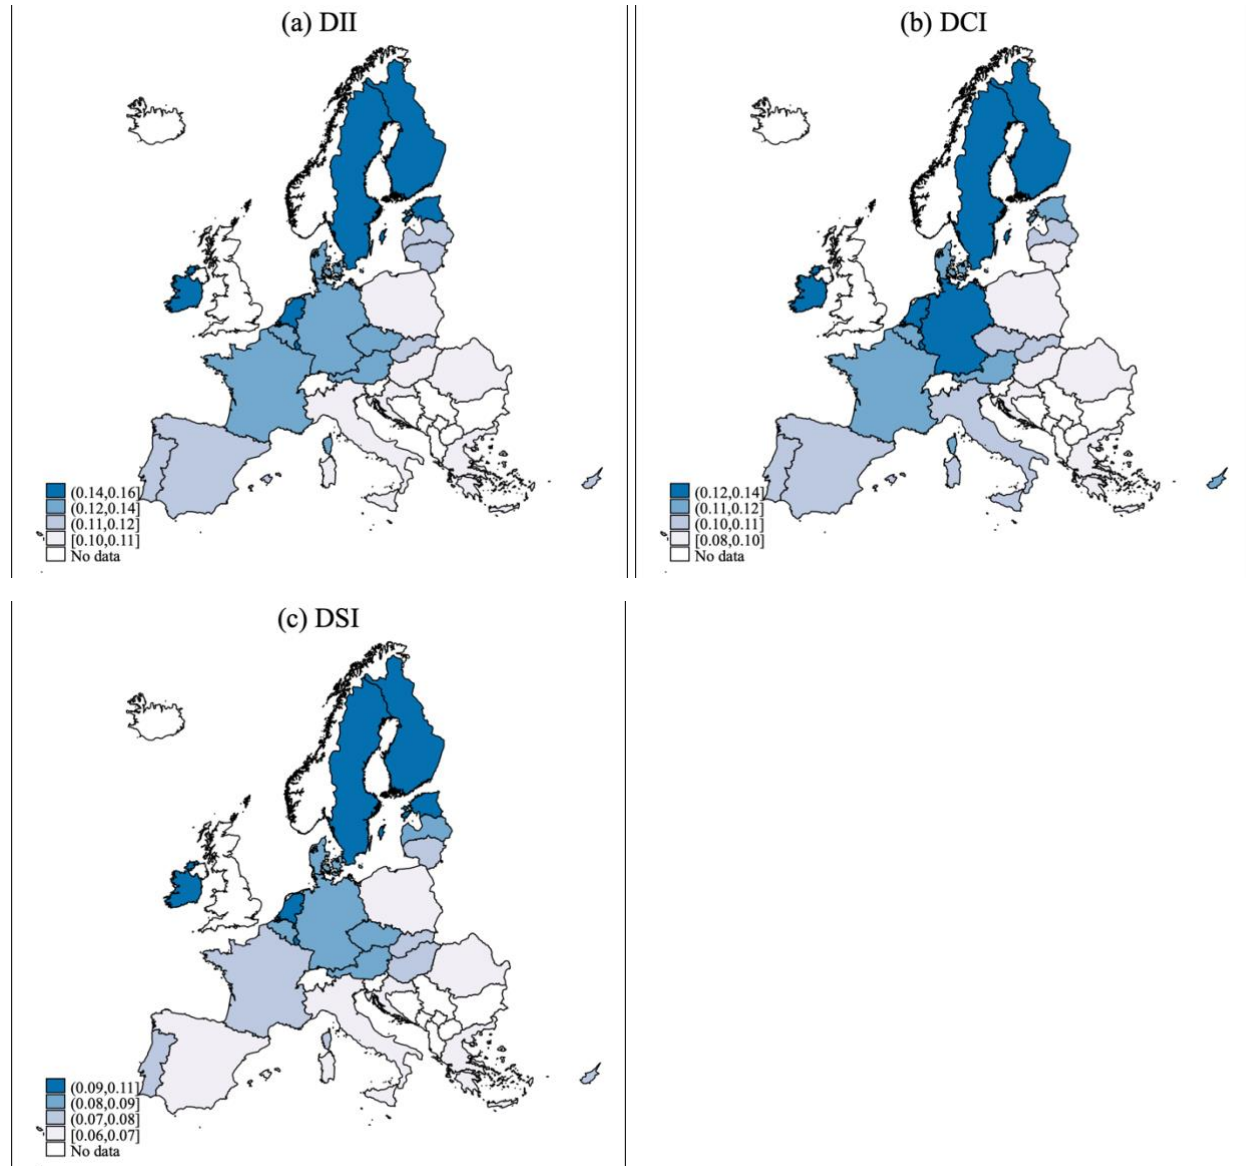 (a) DII
(0.14,0.16]
(0.12,0.14]
(0.11,0.12]
[0.10,0.11]
No data
(b) DCI
(0.12,0.14]
(0.11,0.12]
(0.10,0.11]
[0.08,0.10]
No data
(c) DSI
(0.09,0.11]
(0.08,0.09]
(0.07,0.08]
[0.06,0.07]
No data